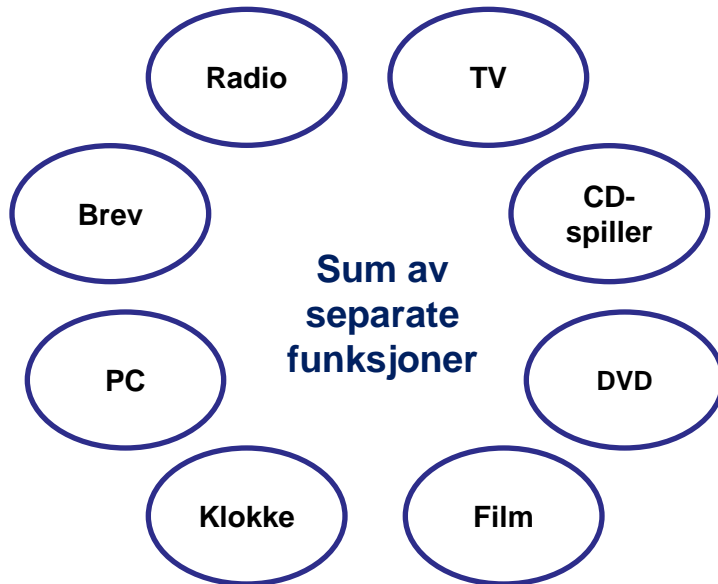 Radio
TV
Brev
CD-
spiller
Sum av
separate
funksjoner
PC
DVD
Klokke
Film